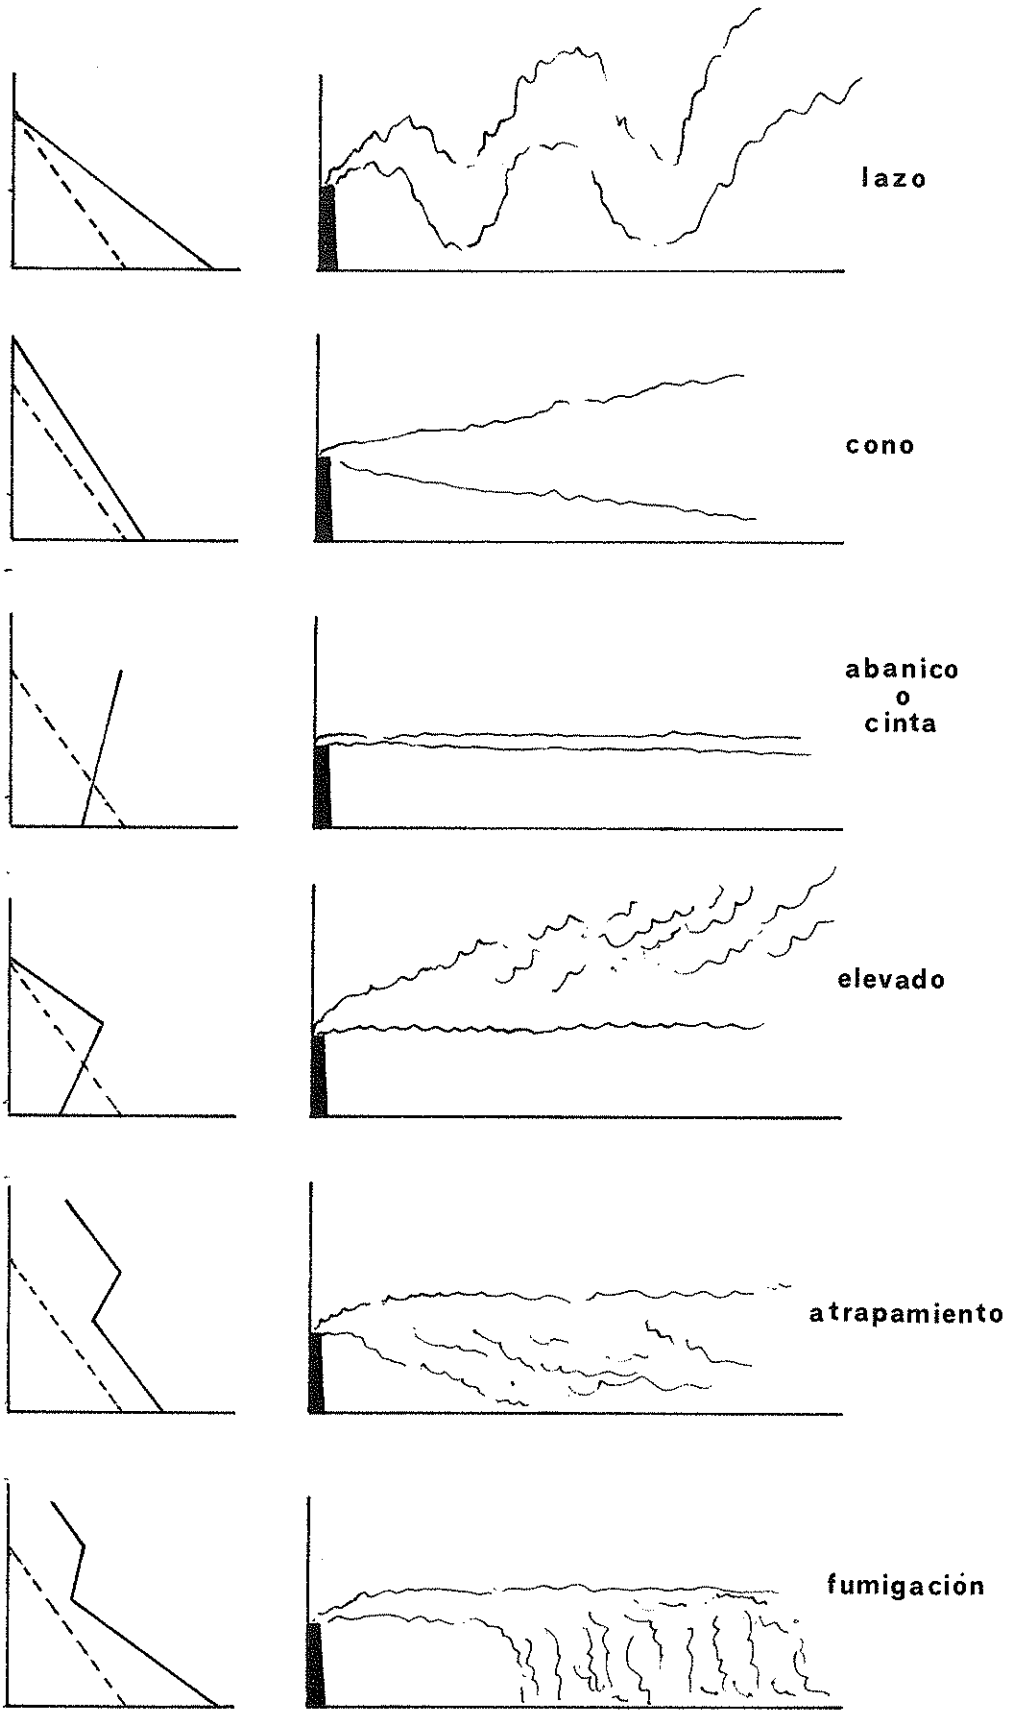 lazo
cono
abanico
o
cinta
elevado
atrapamiento
fumigación